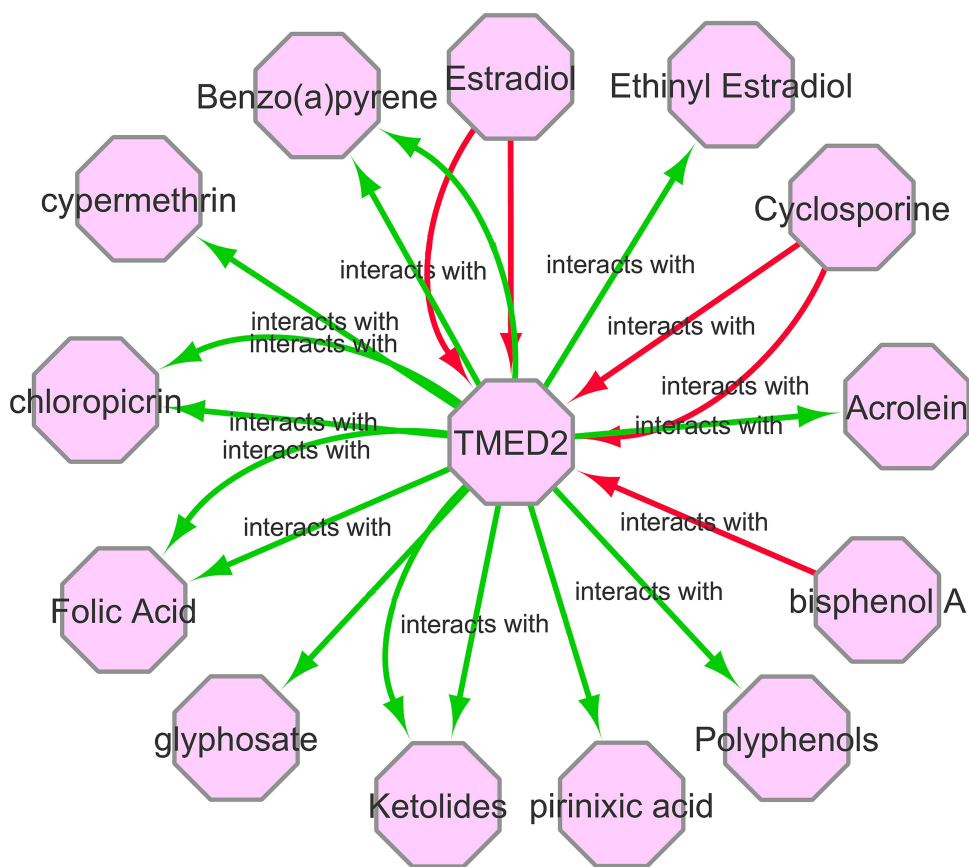 Estradiol
Ethinyl Estradiol
Benzo(a)pyrene
cypermethrin
Cyclosporine
interacts with
interacts with
interacts with
interacts with
interacts with
interacts with
chloropicrin
Acrolein
interacts with
interacts with
TMED2
interacts with
interacts with
interacts with
interacts with
Folic Acid
bisphenol A
interacts with
glyphosate
Polyphenols
Ketolides
pirinixic acid